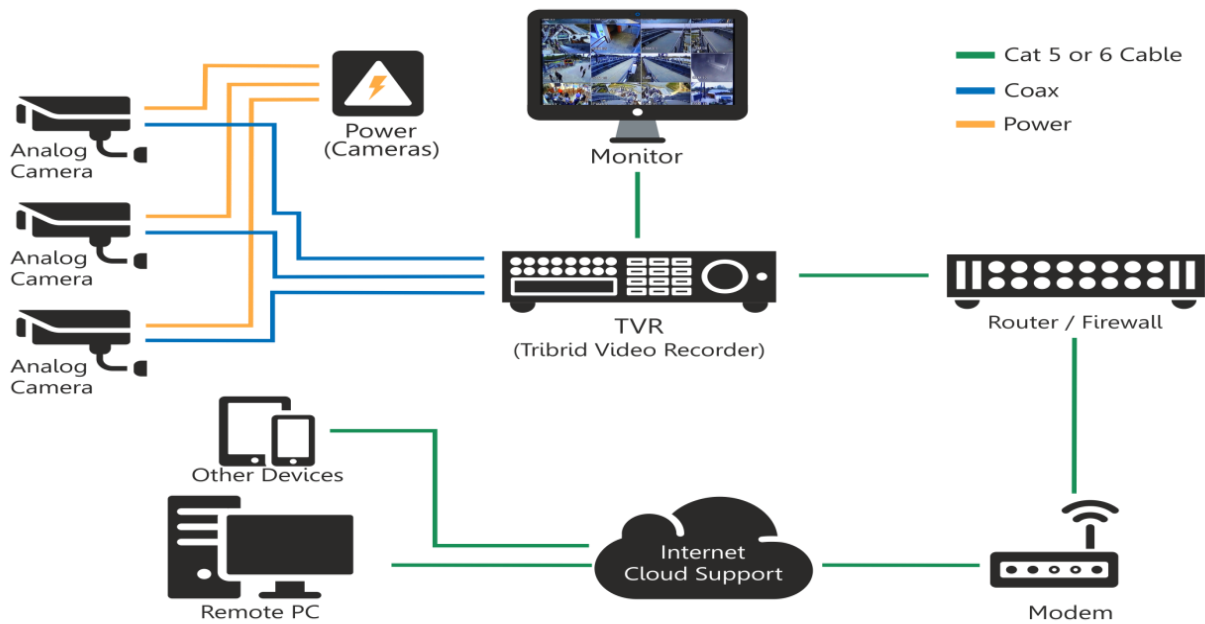 Power
(Cameras)
Monitor
Cat 5 or 6 Cable
Coax
Power
Analog
Camera
Analog
Camera
Analog
Camera
TVR
(Tribrid Video Recorder)
Router / Firewall
Other Devices
Remote PC
Internet
Cloud Support
Modem